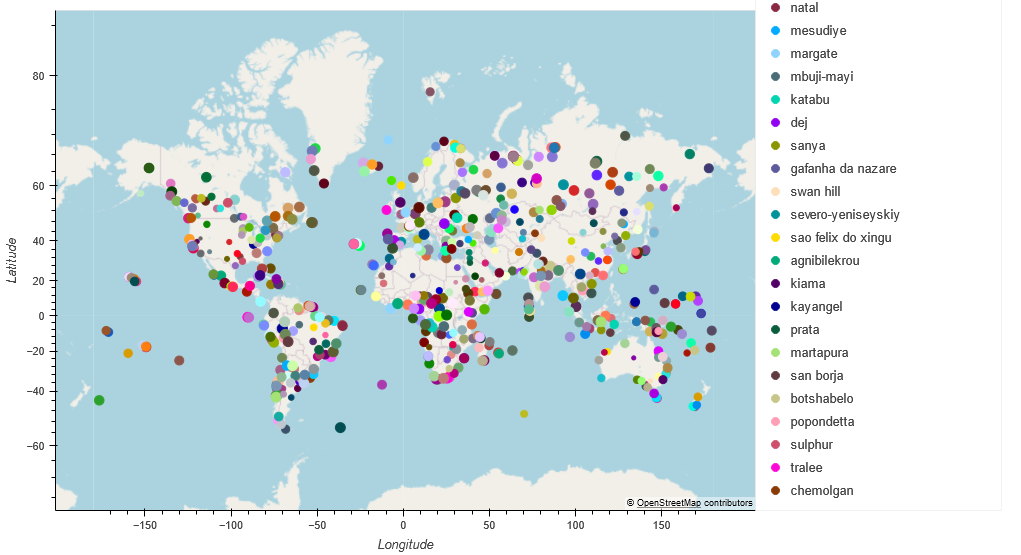 natal
mesudiye
margate
mbuji-mayi
katabu
dej
sanya
gafanha da nazare
swan hill
severo-yeniseyskiy
sao felix do xingu
agnibilekrou
kiama
kayangel
prata
martapura
san borja
botshabelo
popondetta
sulphur
tralee
chemolgan
80
60
40
20
0
−20
−40
−60
Latitude
© OpenStreetMap contributors
−150
−100
−50
0
50
100
150
Longitude